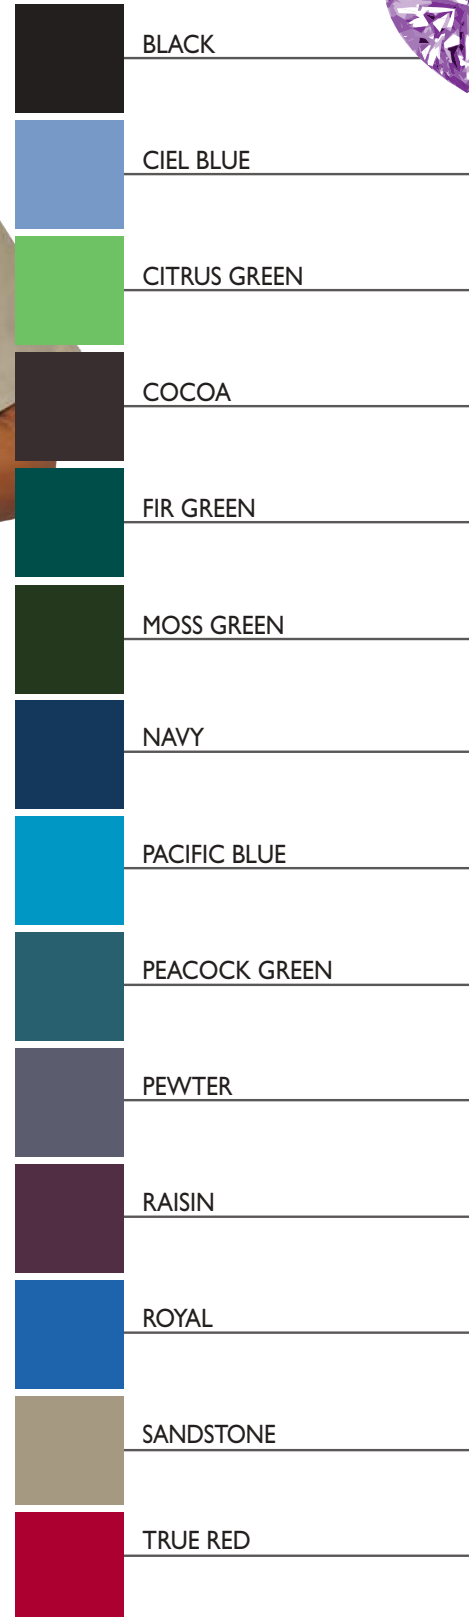 BLACK
CIEL BLUE
CITRUS GREEN
COCOA
FIR GREEN
MOSS GREEN
NAVY
PACIFIC BLUE
PEACOCK GREEN
PEWTER
RAISIN
ROYAL
SANDSTONE
TRUE RED